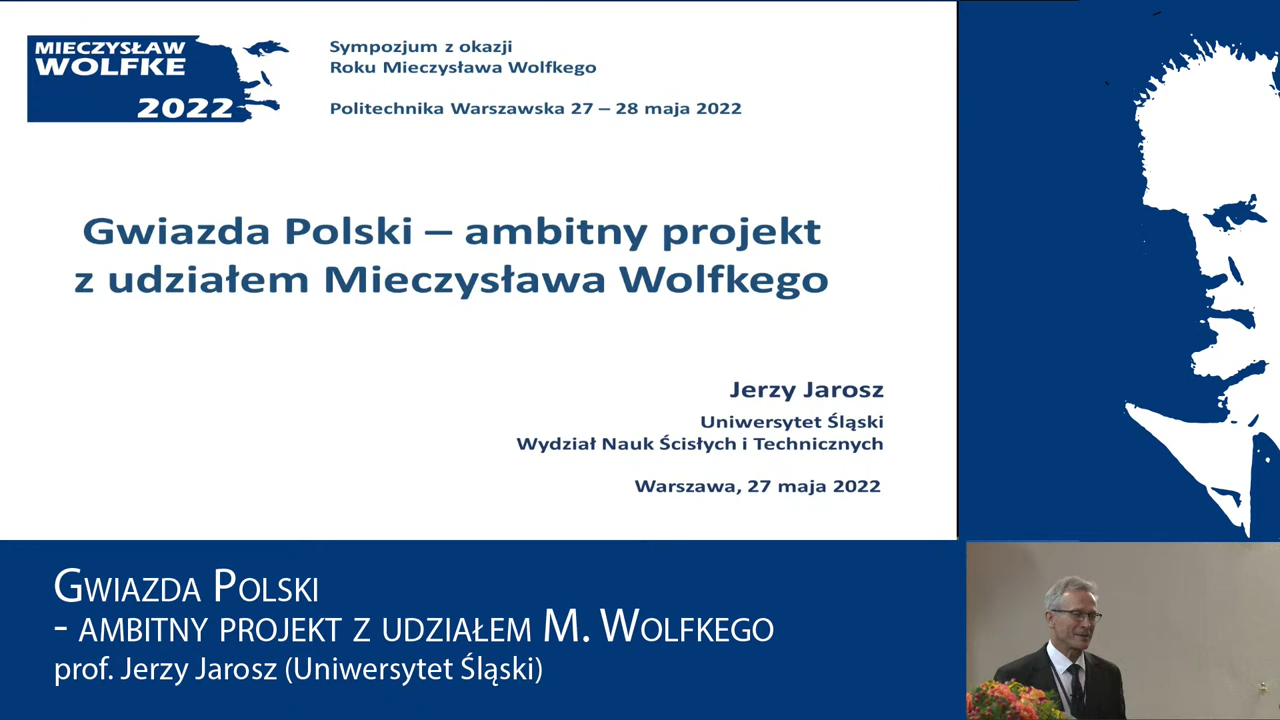 MIECZYSŁAW
WOLFKE
2022
Sympozjum z okazji
Roku Mieczysława Wolfkego
Politechnika Warszawska 27 – 28 maja 2022
Gwiazda Polski – ambitny projekt
z udziałem Mieczysława Wolfkego
Jerzy Jarosz
Uniwersytet Śląski
Wydział Nauk Ścisłych i Technicznych
Warszawa, 27 maja 2022
GWIAZDA POLSKI
- AMBITNY PROJEKT Z UDZIAŁEM M. WOLFKEGO
prof. Jerzy Jarosz (Uniwersytet Śląski)